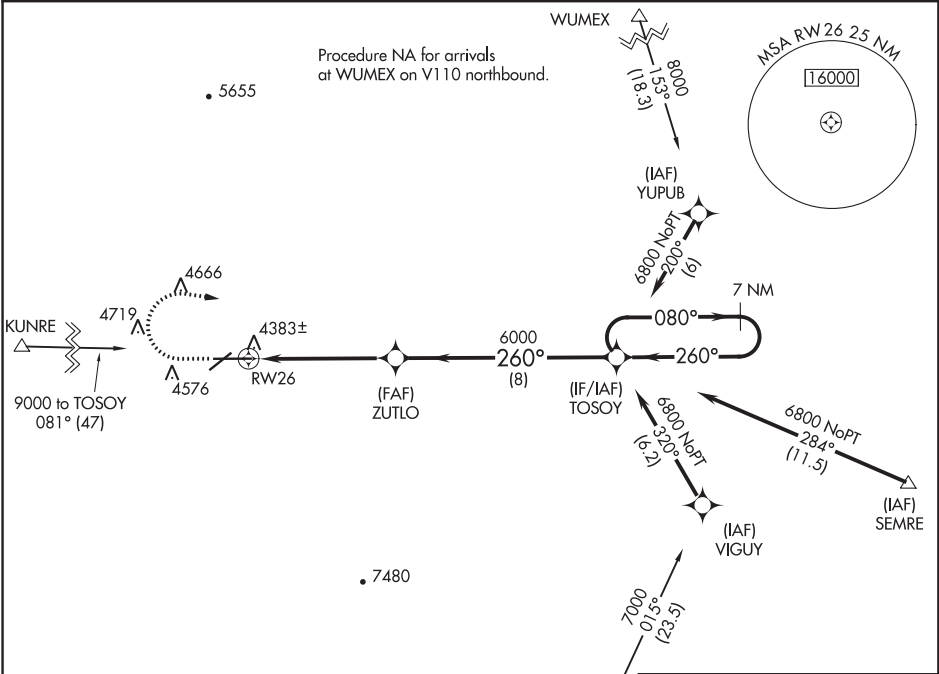 WUMEX
Procedure NA for arrivals
at WUMEX on V110 northbound.
MSA RW26 25 NM
16000
5655
8000
153°
(18.3)
(IAF)
YUPUB
6800 NoPT
200°
(6)
7 NM
4666
4719
4383±
080°
KUNRE
6000
260°
260°
(8)
4576
RW26
(FAF)
ZUTLO
(IF/IAF)
TOSOY
9000 to TOSOY
081° (47)
6800 NoPT
320°
(6.2)
6800 NoPT
284°
(11.5)
(IAF)
SEMRE
(IAF)
VIGUY
7480
7000
015°
(23.5)